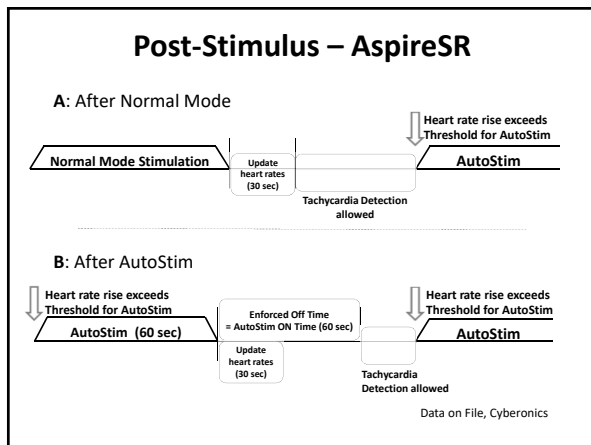 Post-Stimulus – AspireSR
A: After Normal Mode
Heart rate rise exceeds
Threshold for AutoStim
Normal Mode Stimulation
Update
heart rates
(30 sec)
AutoStim
Tachycardia Detection
allowed
B: After AutoStim
Heart rate rise exceeds
Threshold for AutoStim
Heart rate rise exceeds
Threshold for AutoStim
AutoStim (60 sec)
Enforced Off Time
= AutoStim ON Time (60 sec)
AutoStim
Update
heart rates
(30 sec)
Tachycardia
Detection allowed
Data on File, Cyberonics